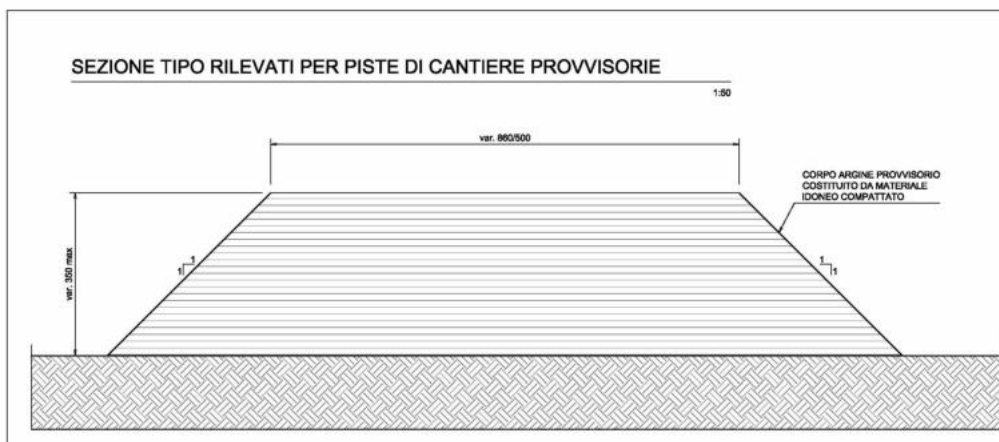 SEZIONE TIPO RILEVATI PER PISTE DI CANTIERE PROVVISORIE
1:50
var. 860/500
CORPO ARGINE PROVVISORIO
COSTITUITO DA MATERIALE
IDONEO COMPATTATO
var. 350 max
1
1
1
1